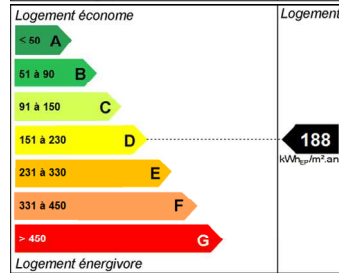 Logement économe
Logement
< 50 A
51 à 90 B
91 à 150 C
151 à 230 D
188
kWhEP/m².an
231 à 330 E
331 à 450 F
> 450 G
Logement énergivore